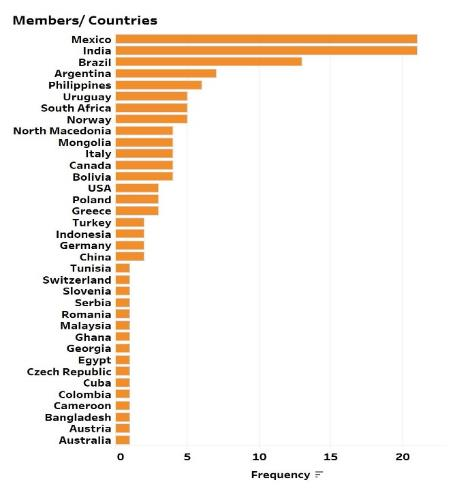 Members/ Countries
Mexico
India
Brazil
Argentina
Philippines
Uruguay
South Africa
Norway
North Macedonia
Mongolia
Italy
Canada
Bolivia
USA
Poland
Greece
Turkey
Indonesia
Germany
China
Tunisia
Switzerland
Slovenia
Serbia
Romania
Malaysia
Ghana
Georgia
Egypt
Czech Republic
Cuba
Colombia
Cameroon
Bangladesh
Austria
Australia
0 5 10 15 20
Frequency